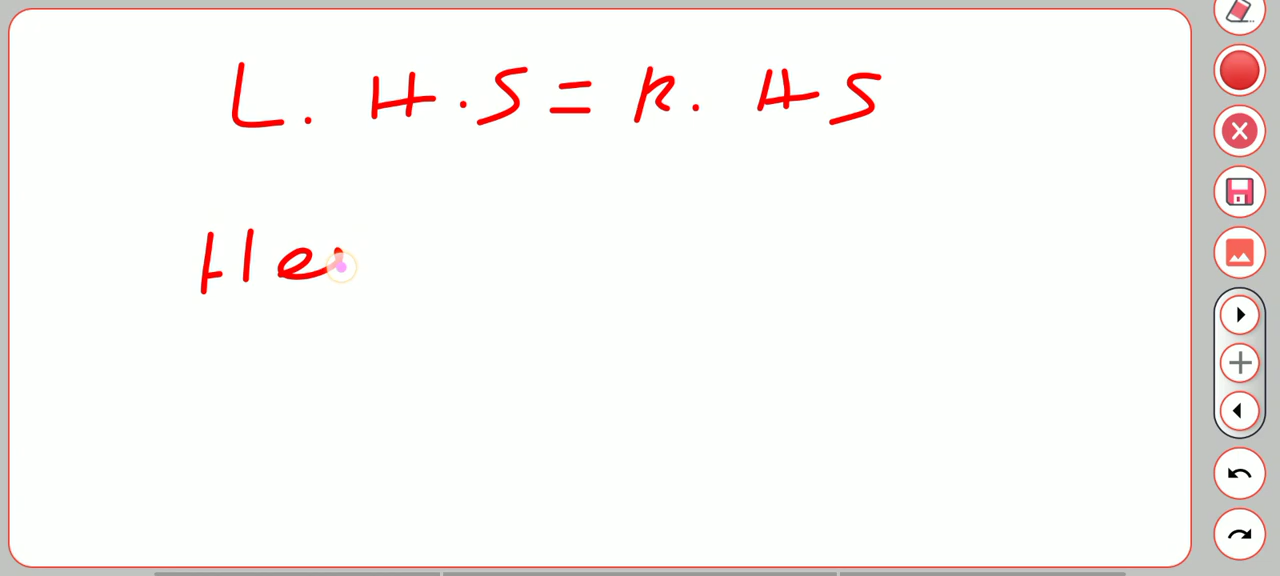 L. H.S = R. HS
He